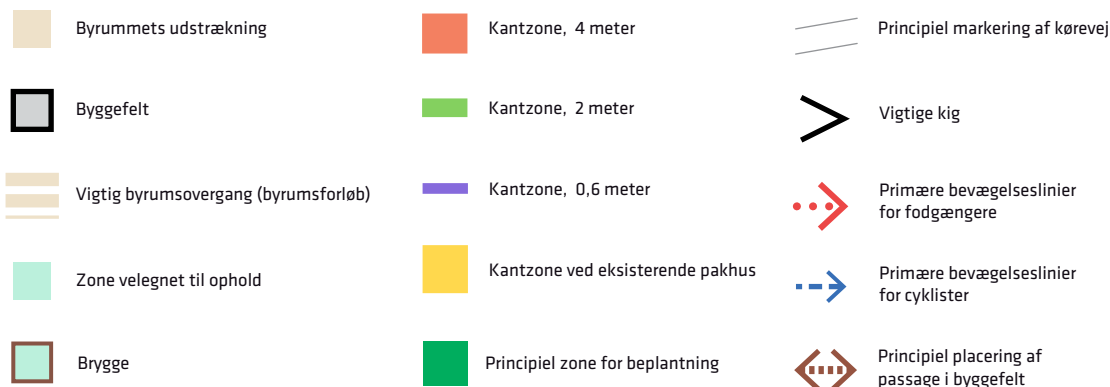 Byrummets udstrækning
Byggefelt
Vigtig byrumsovergang (byrumsforløb)
Zone velegnet til ophold
Brygge
Kantzone, 4 meter
Kantzone, 2 meter
Kantzone, 0,6 meter
Kantzone ved eksisterende pakhus
Principiel zone for beplantning
Principiel markering af kørevej
Vigtige kig
Primære bevægelseslinier
for fodgængere
Primære bevægelseslinier
for cyklister
Principiel placering af
passage i byggefelt